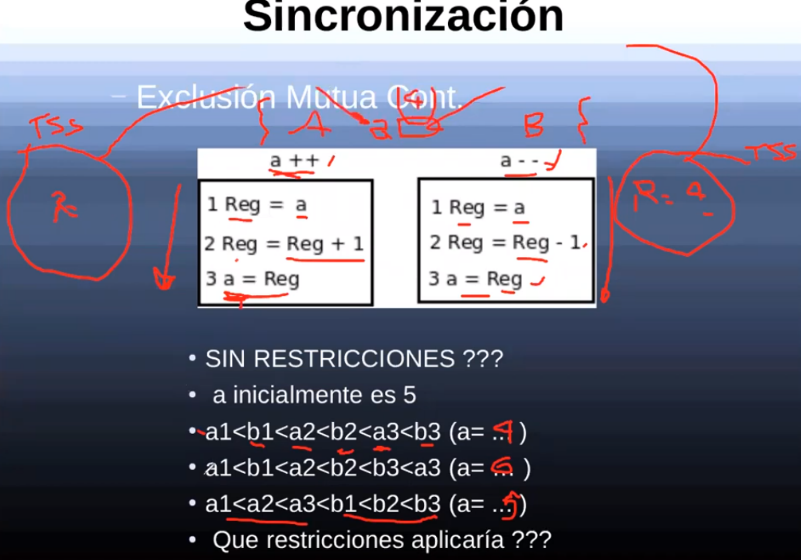 Sincronización
– Exclusión Mutua Cont.
(4)
TSS { A a B {
TSS
a ++
a - -
1 Reg = a
2 Reg = Reg + 1
3 a = Reg
1 Reg = a
2 Reg = Reg - 1
3 a = Reg
R=
R= 4
• SIN RESTRICCIONES ???
• a inicialmente es 5
• a1<b1<a2<b2<a3<b3 (a= ..4 )
• a1<b1<a2<b2<b3<a3 (a= 6 )
• a1<a2<a3<b1<b2<b3 (a= ...5 )
• Que restricciones aplicaría ???